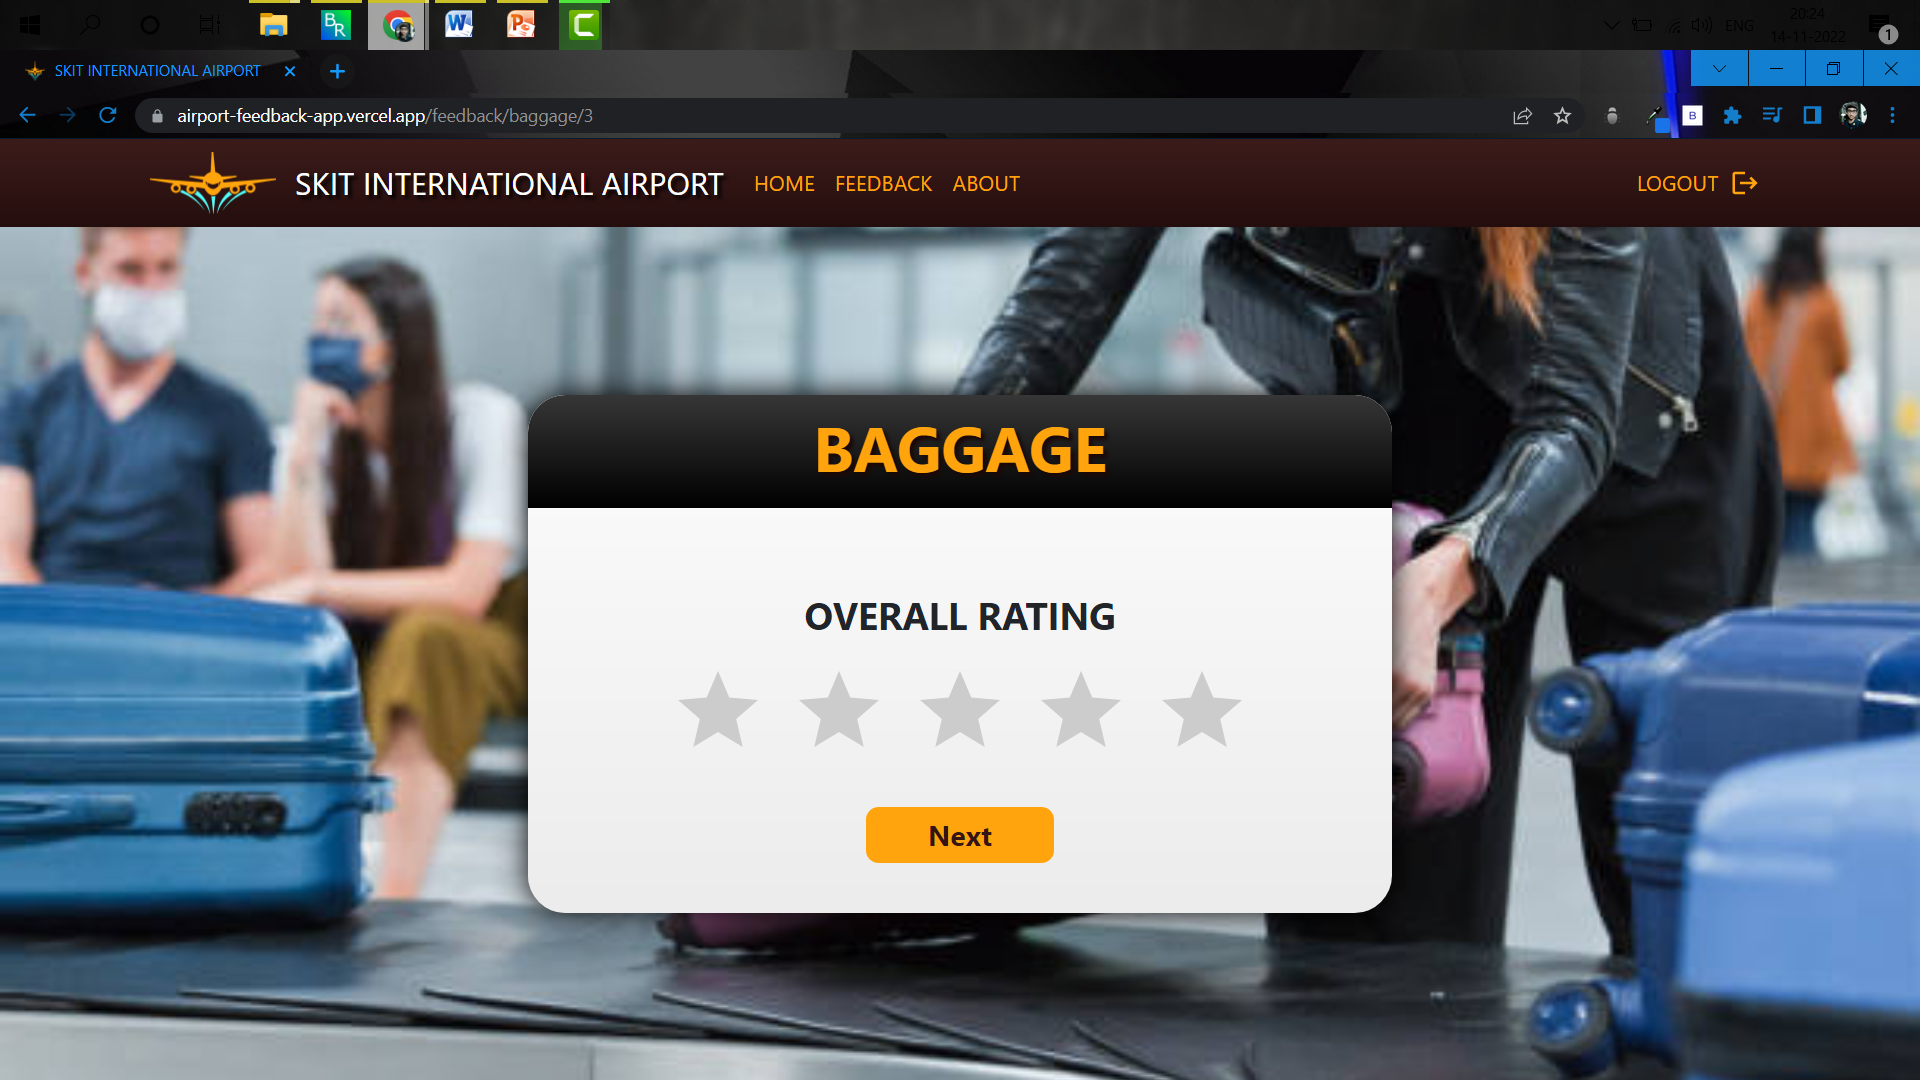 B
R
W
P
C
ENG
20:24
14-11-2022
1
SKIT INTERNATIONAL AIRPORT
airport-feedback-app.vercel.app/feedback/baggage/3
B
SKIT INTERNATIONAL AIRPORT HOME FEEDBACK ABOUT LOGOUT
BAGGAGE
OVERALL RATING
Next